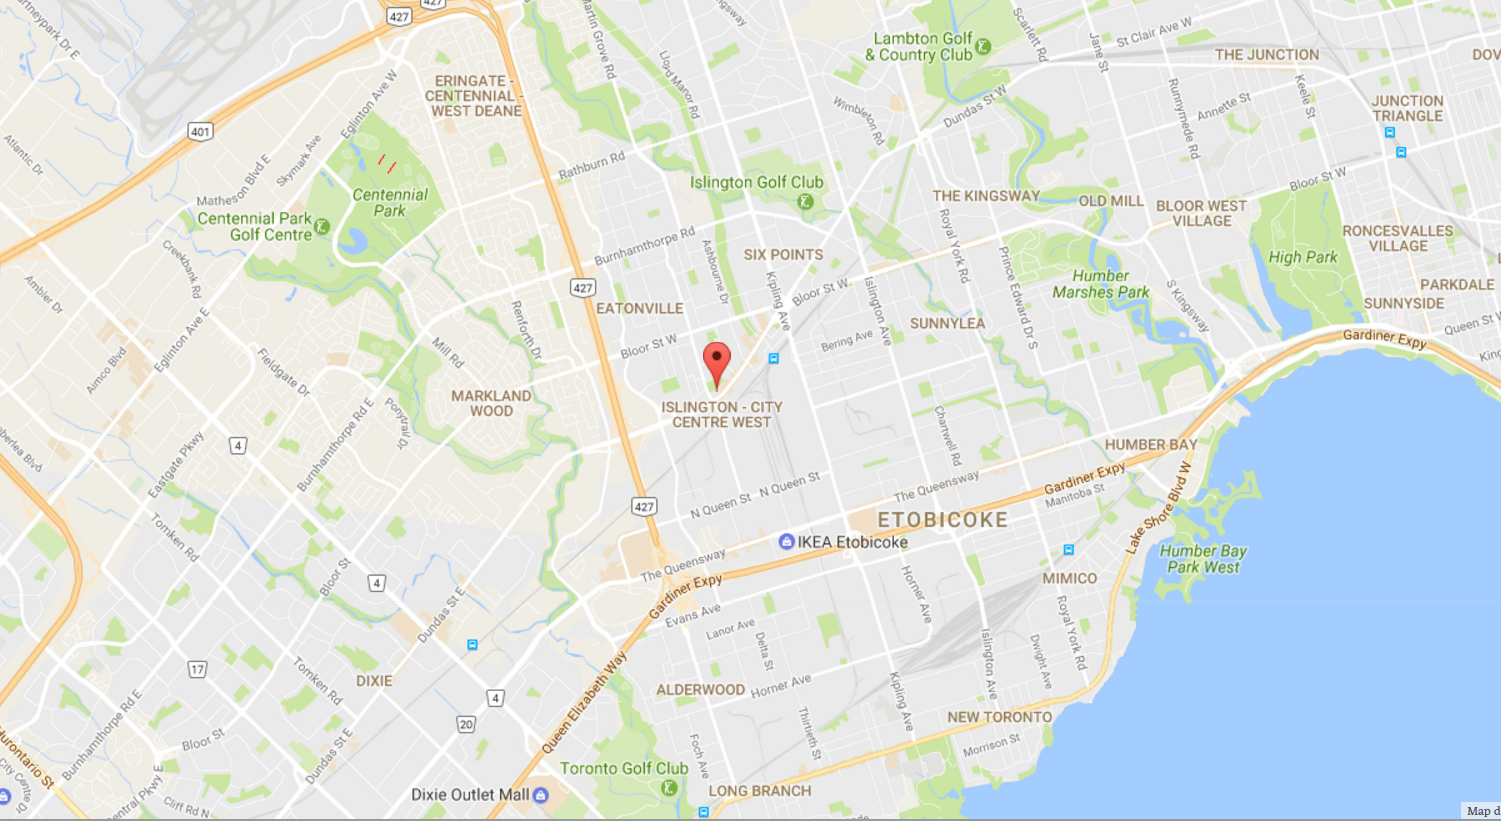 427
427
Martin Grove Rd
Lloyd Manor Rd
Lambton Golf
& Country Club
Scarlett Rd
Jane St
St Clair Ave W
THE JUNCTION
DOV
ERINGATE -
CENTENNIAL -
WEST DEANE
Eglinton Ave W
401
Skymark Ave
Matheson Blvd E
Atlantic Dr
Wimbleton Rd
Dundas St W
Runnymede Rd
Annette St
Keele St
JUNCTION
TRIANGLE
Rathburn Rd
Centennial
Park
Centennial Park
Golf Centre
Islington Golf Club
THE KINGSWAY
OLD MILL
BLOOR WEST
VILLAGE
Bloor St W
RONCESVALLES
VILLAGE
High Park
PARKDALE
SUNNYSIDE
Creekbank Rd
Burnhamthorpe Rd
Ashbourne Dr
SIX POINTS
Royal York Rd
Prince Edward Dr S
Humber
Marshes Park
S Kingsway
Ambler Dr
427
Kipling Ave
Bloor St W
Islington Ave
EATONVILLE
SUNNYLEA
Queen St W
Gardiner Expy
Eglinton Ave E
Renforth Dr
Mill Rd
Bloor St W
Bering Ave
Aimco Blvd
Fieldgate Dr
MARKLAND
WOOD
ISLINGTON - CITY
CENTRE WEST
Ponytrail Dr
Burnhamthorpe Rd E
4
Eastgate Pkwy
Chartwell Rd
HUMBER BAY
Gardiner Expy
Manitoba St
The Queensway
N Queen St
N Queen St
427
ETOBICOKE
IKEA Etobicoke
Lake Shore Blvd W
Humber Bay
Park West
Tomken Rd
Bloor St
4
Dundas St E
The Queensway
Gardiner Expy
Evans Ave
Lanor Ave
Delta St
Horner Ave
MIMICO
Royal York Rd
Islington Ave
Dwight Ave
17
Tomken Rd
DIXIE
4
20
Queen Elizabeth Way
ALDERWOOD
Horner Ave
Kipling Ave
Thirtieth St
NEW TORONTO
Morrison St
Foch Ave
Burnhamthorpe Rd E
Bloor St
Dundas St E
Hurontario St
Cliff Rd N
Toronto Golf Club
Dixie Outlet Mall
LONG BRANCH
Map d